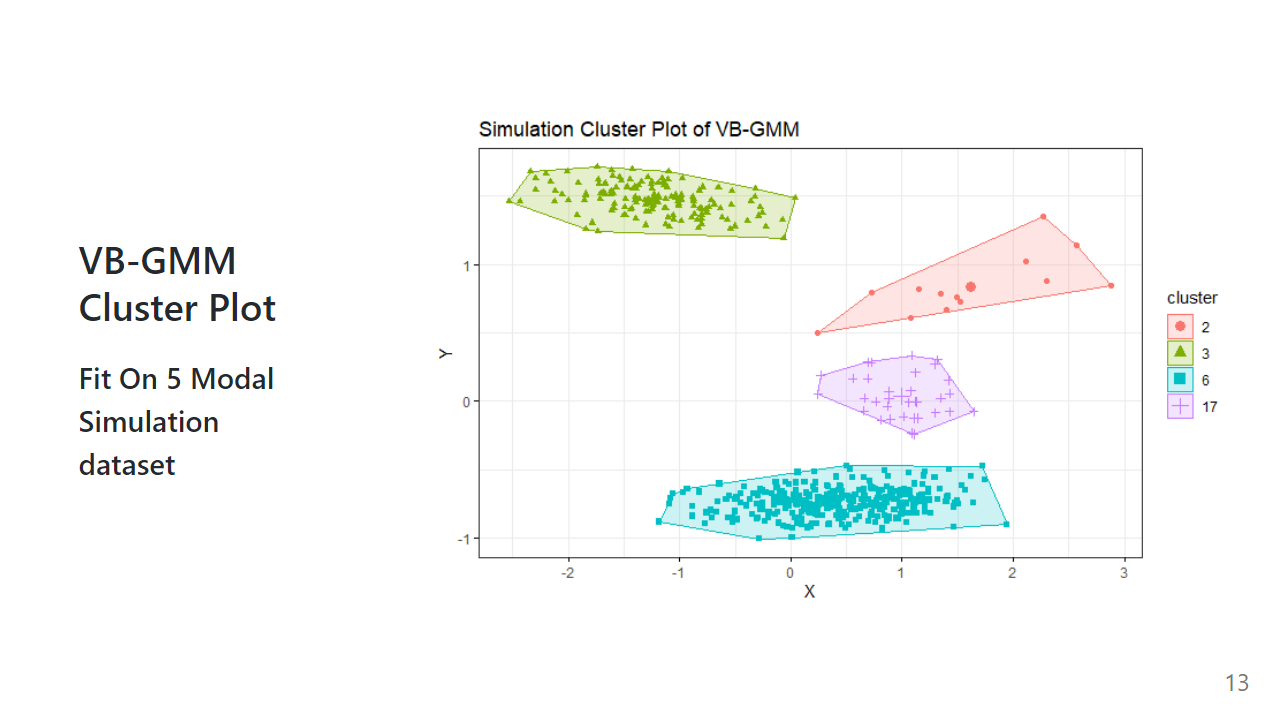 VB-GMM
Cluster Plot
Fit On 5 Modal
Simulation
dataset
Simulation Cluster Plot of VB-GMM
Y
1
0
-1
-2
-1
0
1
2
3
X
cluster
2
3
6
17
13